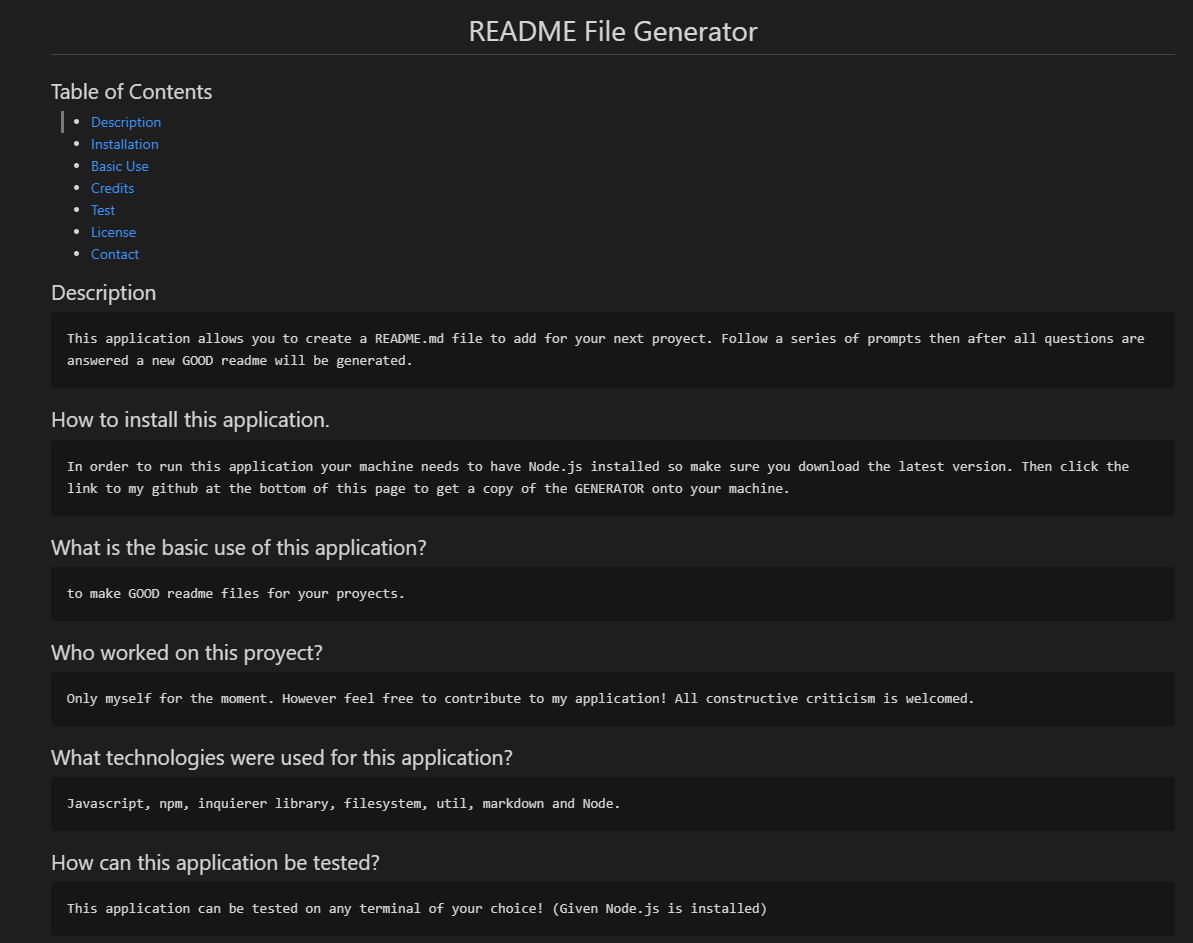 README File Generator
Table of Contents
Description
Installation
Basic Use
Credits
Test
License
Contact
Description
This application allows you to create a README.md file to add for your next proyect. Follow a series of prompts then after all questions are
answered a new GOOD readme will be generated.
How to install this application.
In order to run this application your machine needs to have Node.js installed so make sure you download the latest version. Then click the
link to my github at the bottom of this page to get a copy of the GENERATOR onto your machine.
What is the basic use of this application?
to make GOOD readme files for your proyects.
Who worked on this proyect?
Only myself for the moment. However feel free to contribute to my application! All constructive criticism is welcomed.
What technologies were used for this application?
Javascript, npm, inquierer library, filesystem, util, markdown and Node.
How can this application be tested?
This application can be tested on any terminal of your choice! (Given Node.js is installed)